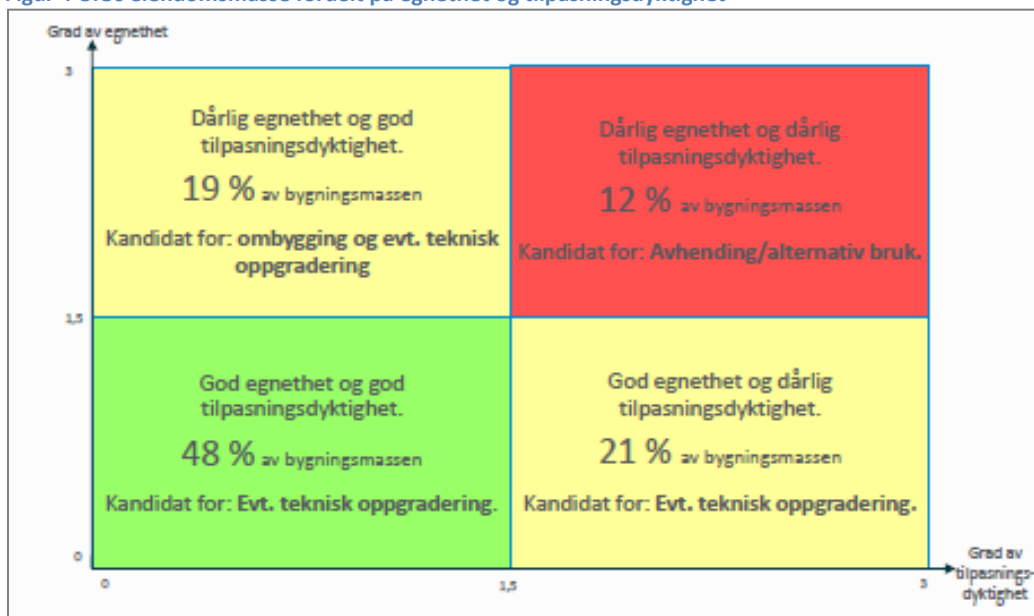 Grad av egnethet
3
Dårlig egnethet og god
tilpasningsdyktighet.
19 % av bygningsmassen
Kandidat for: ombygging og evt. teknisk
oppgradering
Dårlig egnethet og dårlig
tilpasningsdyktighet.
12 % av bygningsmassen
Kandidat for: Avhending/alternativ bruk.
1,5
God egnethet og god
tilpasningsdyktighet.
48 % av bygningsmassen
Kandidat for: Evt. teknisk oppgradering.
God egnethet og dårlig
tilpasningsdyktighet.
21 % av bygningsmassen
Kandidat for: Evt. teknisk oppgradering.
0
0
1,5
3
Grad av
tilpasnings-
dyktighet